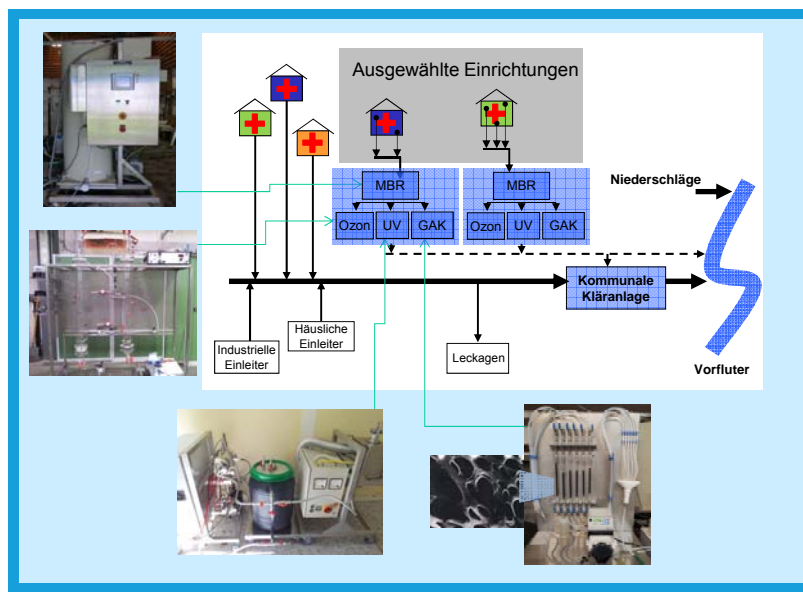 Ausgewählte Einrichtungen
Niederschläge
MBR
MBR
Ozon
UV
GAK
Ozon
UV
GAK
Kommunale
Kläranlage
Industrielle
Einleiter
Häusliche
Einleiter
Leckagen
Vorfluter